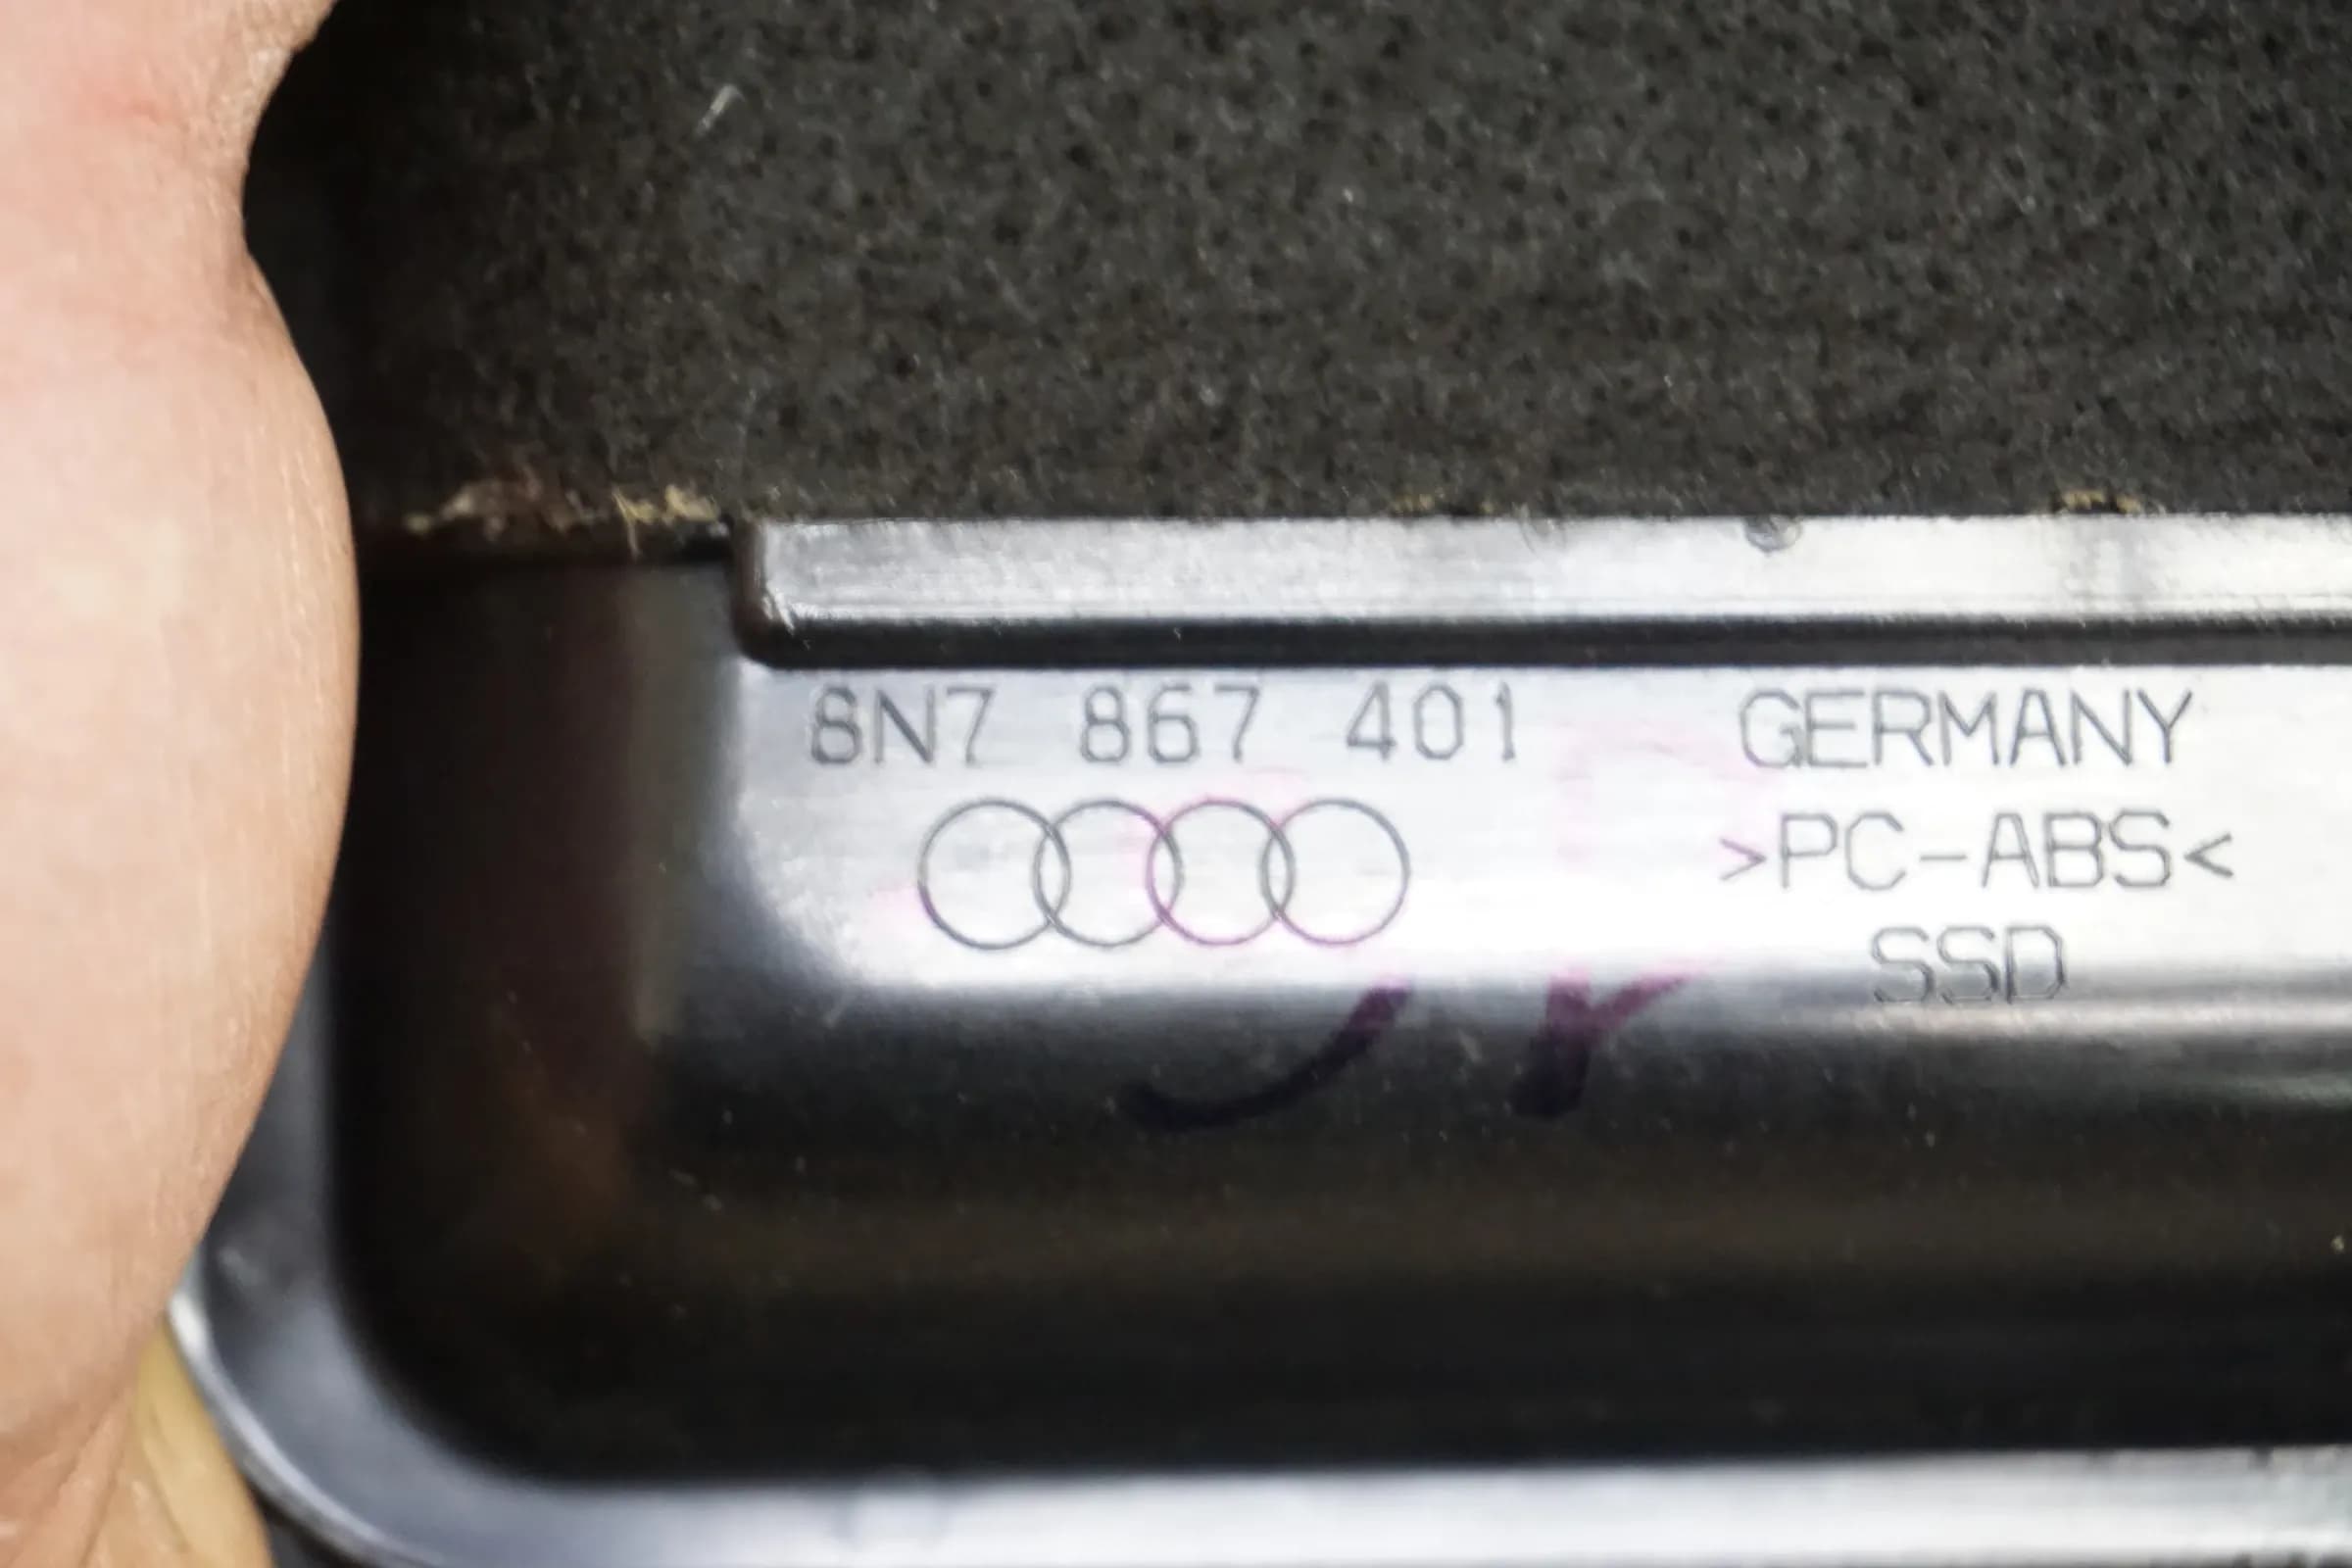 8N7 867 401
GERMANY
>PC-ABS<
SSD